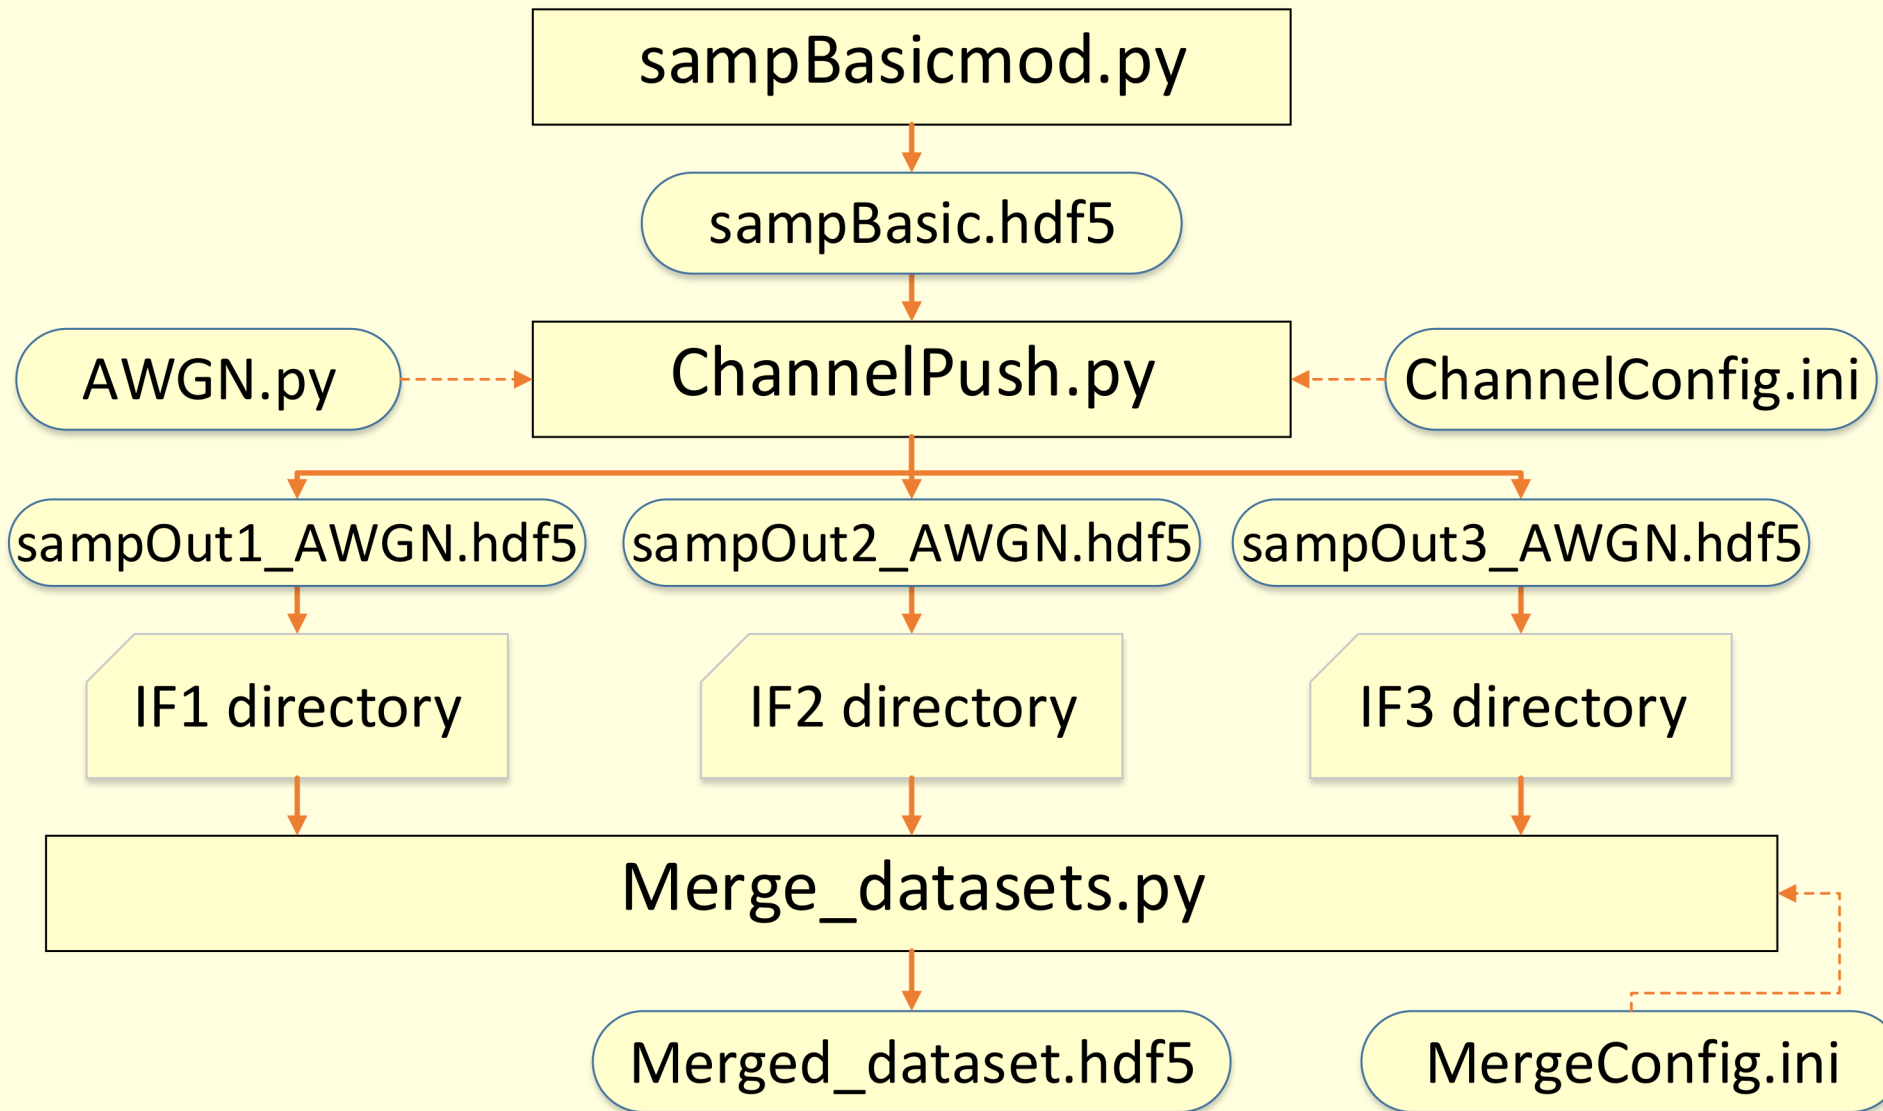 sampBasicmod.py
sampBasic.hdf5
AWGN.py
ChannelPush.py
ChannelConfig.ini
sampOut1_AWGN.hdf5
sampOut2_AWGN.hdf5
sampOut3_AWGN.hdf5
IF1 directory
IF2 directory
IF3 directory
Merge_datasets.py
Merged_dataset.hdf5
MergeConfig.ini